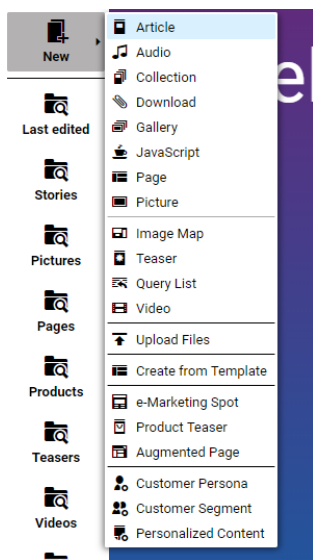 New
Last edited
Stories
Pictures
Pages
Products
Teasers
Videos
Article
Audio
Collection
Download
Gallery
JavaScript
Page
Picture
Image Map
Teaser
Query List
Video
Upload Files
Create from Template
e-Marketing Spot
Product Teaser
Augmented Page
Customer Persona
Customer Segment
Personalized Content
el